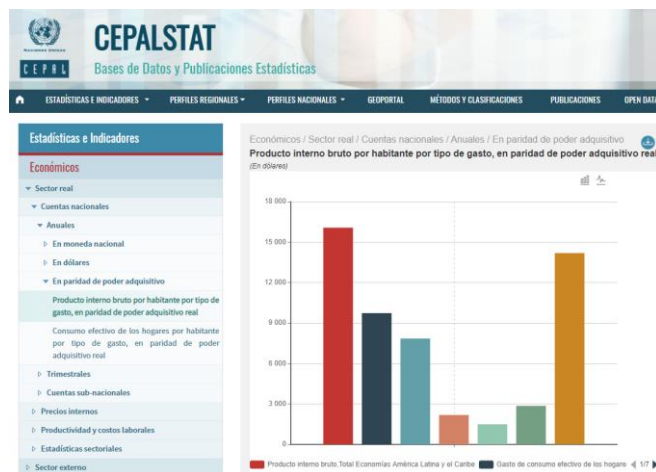 NACIONES UNIDAS
CEPAL
CEPALSTAT
Bases de Datos y Publicaciones Estadísticas
ESTADÍSTICAS E INDICADORES
PERFILES REGIONALES
PERFILES NACIONALES
GEOPORTAL
MÉTODOS Y CLASIFICACIONES
PUBLICACIONES
OPEN DATA
Estadísticas e Indicadores
Económicos
Sector real
Cuentas nacionales
Anuales
En moneda nacional
En dólares
En paridad de poder adquisitivo
Producto interno bruto por habitante por tipo de
gasto, en paridad de poder adquisitivo real
Consumo efectivo de los hogares por habitante
por tipo de gasto, en paridad de poder
adquisitivo real
Trimestrales
Cuentas sub-nacionales
Precios internos
Productividad y costos laborales
Estadísticas sectoriales
Sector externo
Económicos / Sector real / Cuentas nacionales / Anuales / En paridad de poder adquisitivo
Producto interno bruto por habitante por tipo de gasto, en paridad de poder adquisitivo real
(En dólares)
18 000
15 000
12 000
9 000
6 000
3 000
0
Producto interno bruto,Total Economías América Latina y el Caribe Gasto de consumo efectivo de los hogare 1/7